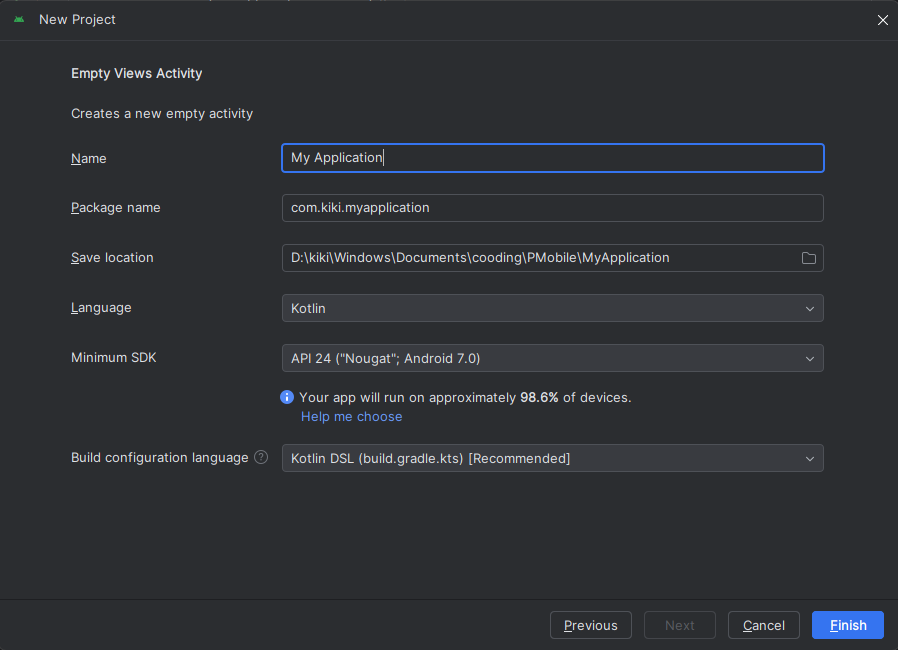 New Project
Empty Views Activity
Creates a new empty activity
Name My Application
Package name com.kiki.myapplication
Save location D:\kiki\Windows\Documents\cooding\PMobile\MyApplication
Language Kotlin
Minimum SDK API 24 ("Nougat"; Android 7.0)
Your app will run on approximately 98.6% of devices.
Help me choose
Build configuration language ? Kotlin DSL (build.gradle.kts) [Recommended]
Previous Next Cancel Finish